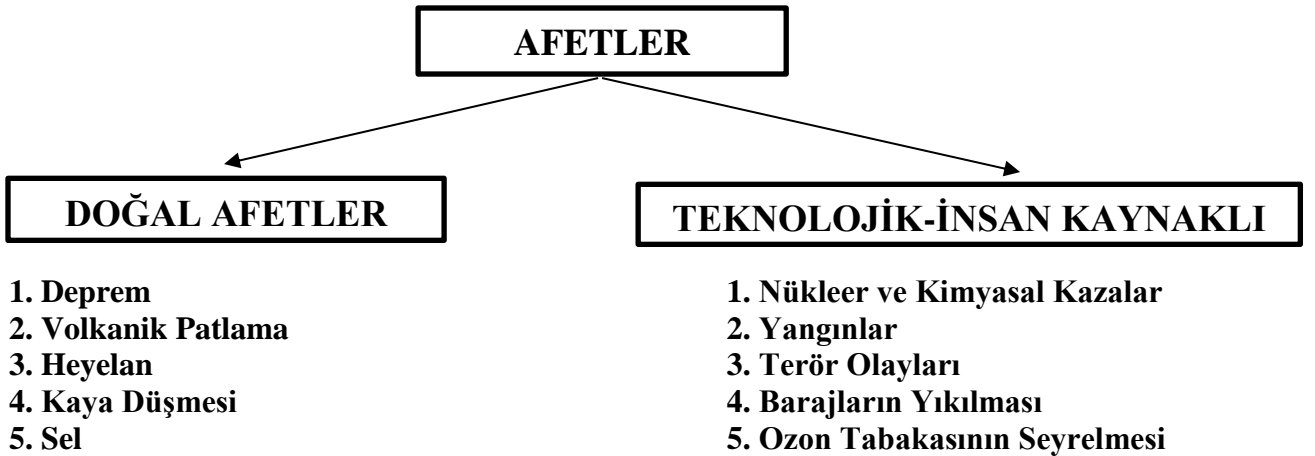 AFETLER
DOĞAL AFETLER
TEKNOLOJİK-İNSAN KAYNAKLI
1. Deprem
2. Volkanik Patlama
3. Heyelan
4. Kaya Düşmesi
5. Sel
1. Nükleer ve Kimyasal Kazalar
2. Yangınlar
3. Terör Olayları
4. Barajların Yıkılması
5. Ozon Tabakasının Seyrelmesi